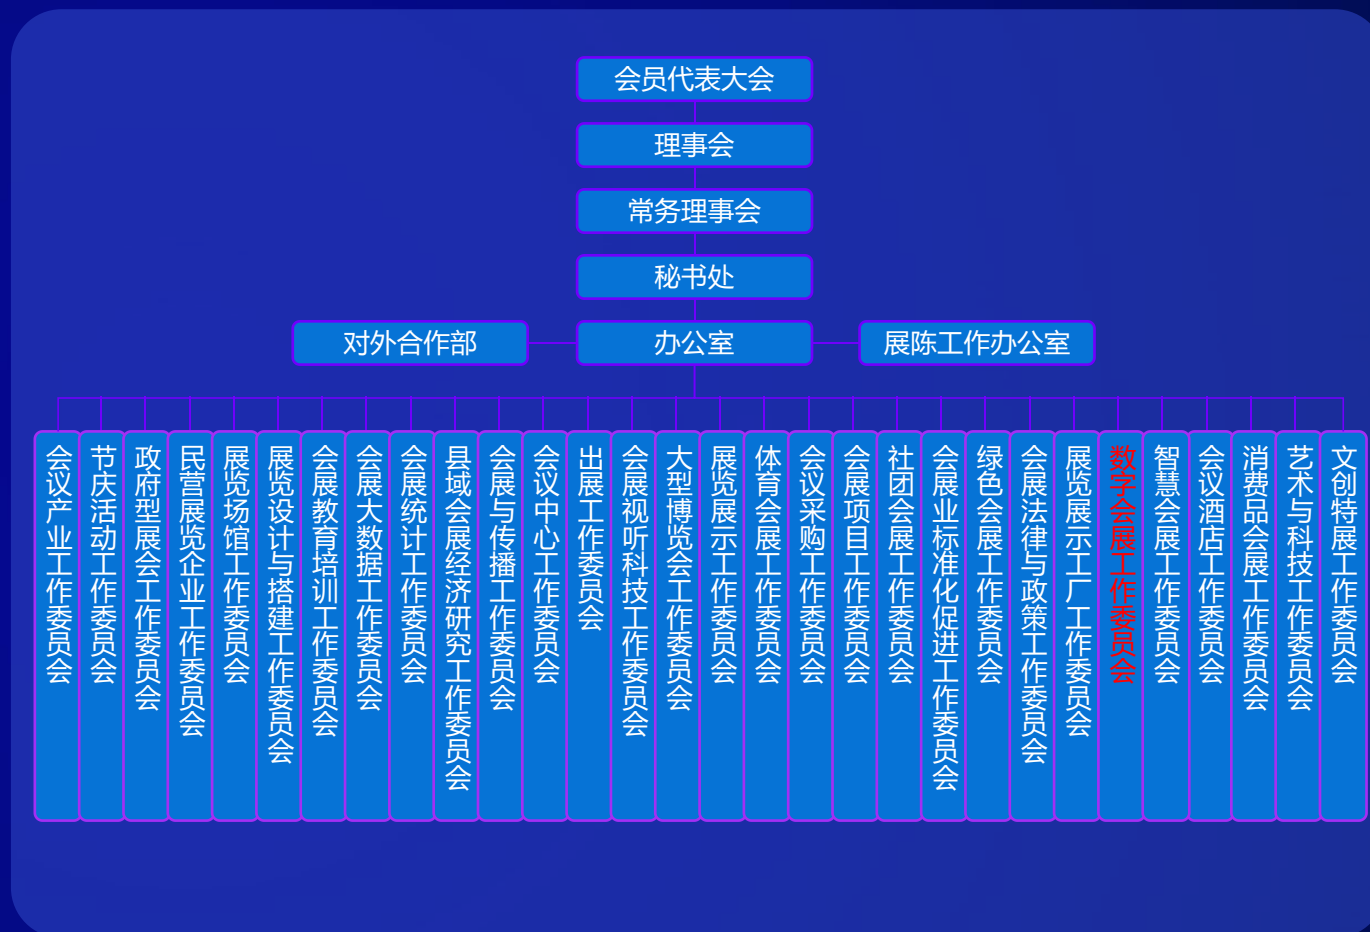 会员代表大会
理事会
常务理事会
秘书处
对外合作部
办公室
展陈工作办公室
会议产业工作委员会
节庆活动工作委员会
政府型展会工作委员会
民营展览企业工作委员会
展览场馆工作委员会
展览设计与搭建工作委员会
会展教育培训工作委员会
会展大数据工作委员会
会展统计工作委员会
县域会展经济研究工作委员会
会展与传播工作委员会
会议中心工作委员会
出展工作委员会
会展视听科技工作委员会
大型博览会工作委员会
展览展示工作委员会
体育会展工作委员会
会议采购工作委员会
会展项目工作委员会
社团会展工作委员会
会展业标准化促进工作委员会
绿色会展工作委员会
会展法律与政策工作委员会
展览展示工厂工作委员会
数字会展工作委员会
智慧会展工作委员会
会议酒店工作委员会
消费品会展工作委员会
艺术与科技工作委员会
文创特展工作委员会